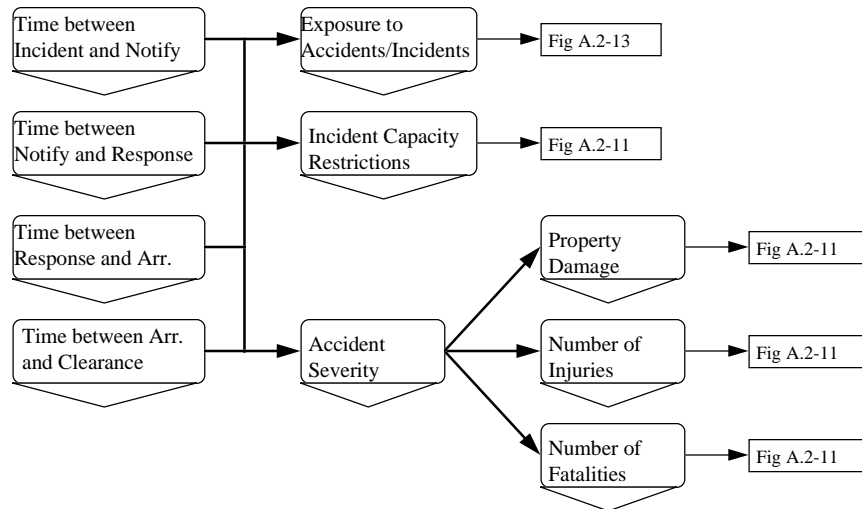 Time between
Incident and Notify
Exposure to
Accidents/Incidents
Fig A.2-13
Time between
Notify and Response
Incident Capacity
Restrictions
Fig A.2-11
Time between
Response and Arr.
Property
Damage
Fig A.2-11
Time between Arr.
and Clearance
Accident
Severity
Number of
Injuries
Fig A.2-11
Number of
Fatalities
Fig A.2-11